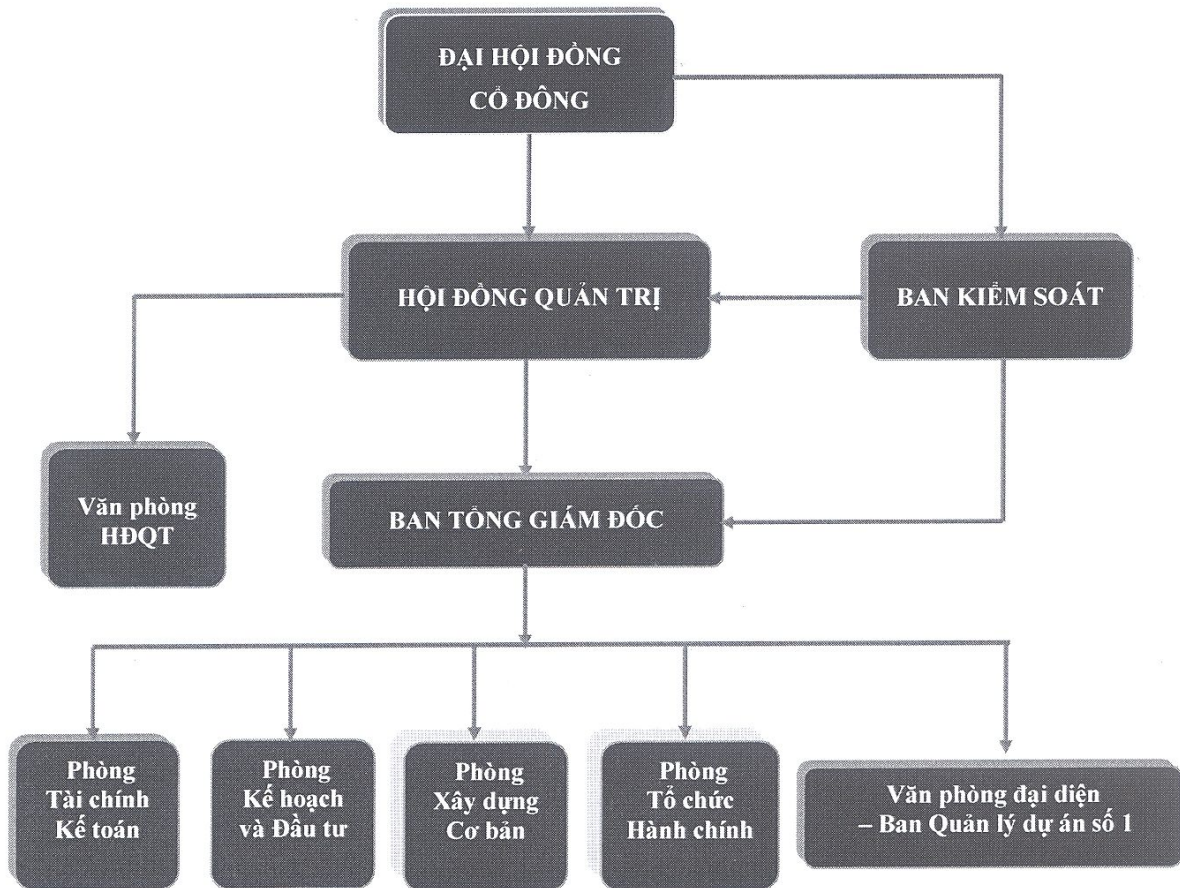 ĐẠI HỘI ĐỒNG
CỔ ĐÔNG
HỘI ĐỒNG QUẢN TRỊ
BAN KIỂM SOÁT
Văn phòng
HĐQT
BAN TỔNG GIÁM ĐỐC
Phòng
Tài chính
Kế toán
Phòng
Kế hoạch
và Đầu tư
Phòng
Xây dựng
Cơ bản
Phòng
Tổ chức
Hành chính
Văn phòng đại diện
– Ban Quản lý dự án số 1